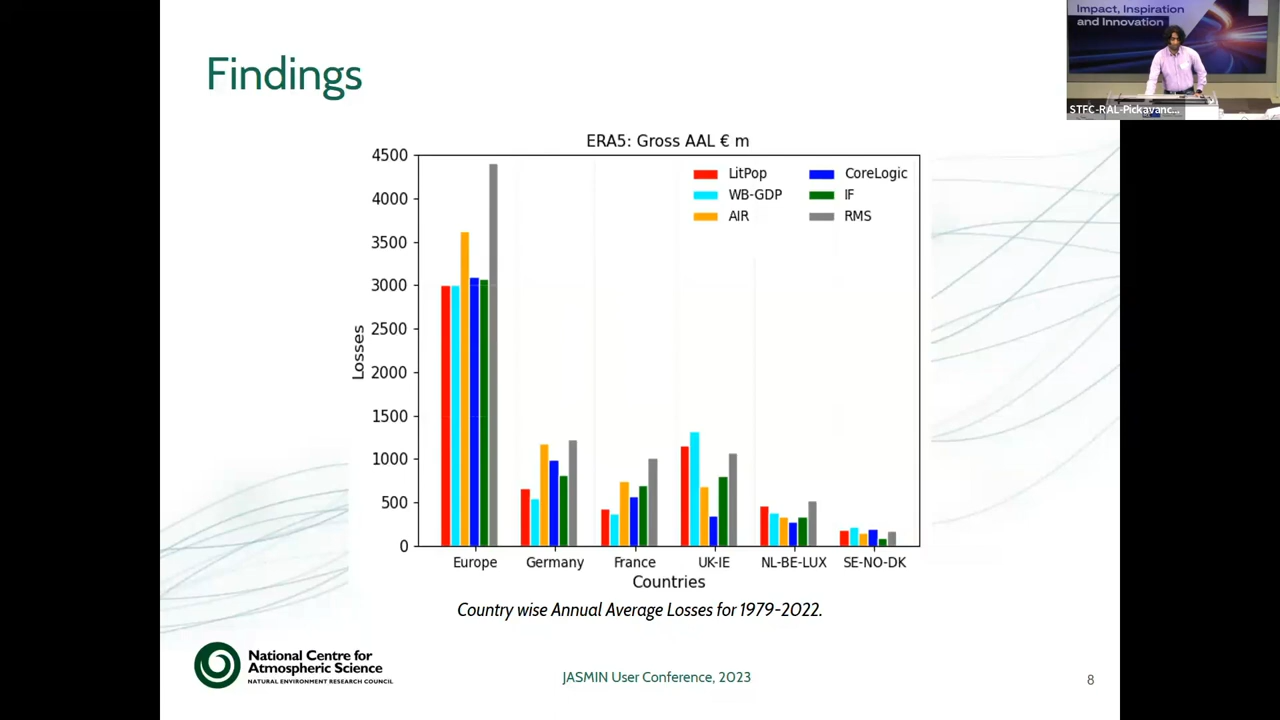 Impact, Inspiration
and Innovation
STFC-RAL-Pickavanc...
Findings
ERA5: Gross AAL € m
LitPop
WB-GDP
AIR
CoreLogic
IF
RMS
Losses
4500
4000
3500
3000
2500
2000
1500
1000
500
0
Europe Germany France UK-IE NL-BE-LUX SE-NO-DK
Countries
Country wise Annual Average Losses for 1979-2022.
National Centre for
Atmospheric Science
NATURAL ENVIRONMENT RESEARCH COUNCIL
JASMIN User Conference, 2023
8